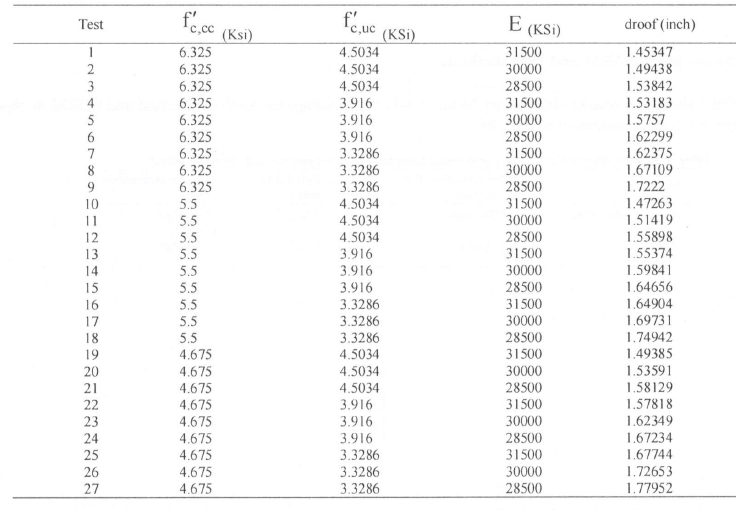 Test f′c,cc (Ksi) f′c,uc (KSi) E (KSi) droof (inch)
1 6.325 4.5034 31500 1.45347
2 6.325 4.5034 30000 1.49438
3 6.325 4.5034 28500 1.53842
4 6.325 3.916 31500 1.53183
5 6.325 3.916 30000 1.5757
6 6.325 3.916 28500 1.62299
7 6.325 3.3286 31500 1.62375
8 6.325 3.3286 30000 1.67109
9 6.325 3.3286 28500 1.7222
10 5.5 4.5034 31500 1.47263
11 5.5 4.5034 30000 1.51419
12 5.5 4.5034 28500 1.55898
13 5.5 3.916 31500 1.55374
14 5.5 3.916 30000 1.59841
15 5.5 3.916 28500 1.64656
16 5.5 3.3286 31500 1.64904
17 5.5 3.3286 30000 1.69731
18 5.5 3.3286 28500 1.74942
19 4.675 4.5034 31500 1.49385
20 4.675 4.5034 30000 1.53591
21 4.675 4.5034 28500 1.58129
22 4.675 3.916 31500 1.57818
23 4.675 3.916 30000 1.62349
24 4.675 3.916 28500 1.67234
25 4.675 3.3286 31500 1.67744
26 4.675 3.3286 30000 1.72653
27 4.675 3.3286 28500 1.77952